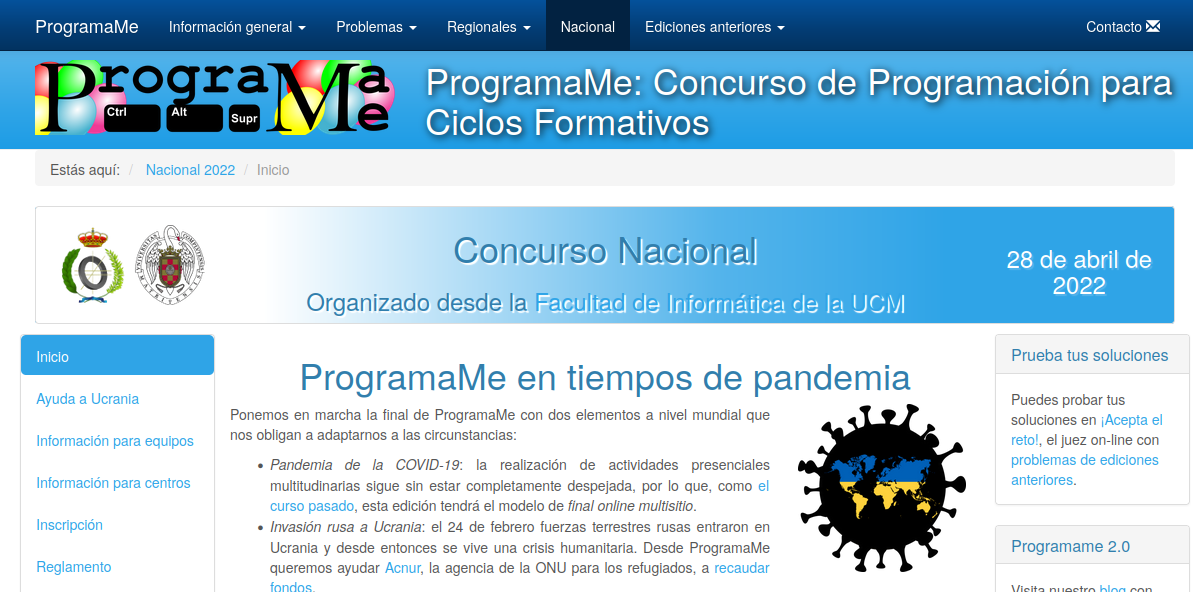 ProgramaMe Información general Problemas Regionales Nacional Ediciones anteriores Contacto
PrograMaMe
Ctrl Alt Supr
ProgramaMe: Concurso de Programación para
Ciclos Formativos
Estás aquí: / Nacional 2022 / Inicio
Concurso Nacional
Organizado desde la Facultad de Informática de la UCM
28 de abril de
2022
Inicio
Ayuda a Ucrania
Información para equipos
Información para centros
Inscripción
Reglamento
ProgramaMe en tiempos de pandemia
Ponemos en marcha la final de ProgramaMe con dos elementos a nivel mundial que
nos obligan a adaptarnos a las circunstancias:
• Pandemia de la COVID-19: la realización de actividades presenciales
multitudinarias sigue sin estar completamente despejada, por lo que, como el
curso pasado, esta edición tendrá el modelo de final online multisitio.
• Invasión rusa a Ucrania: el 24 de febrero fuerzas terrestres rusas entraron en
Ucrania y desde entonces se vive una crisis humanitaria. Desde ProgramaMe
queremos ayudar Acnur, la agencia de la ONU para los refugiados, a recaudar
fondos.
Prueba tus soluciones
Puedes probar tus
soluciones en ¡Acepta el
reto!, el juez on-line con
problemas de ediciones
anteriores.
Programame 2.0
Visita nuestro blog con